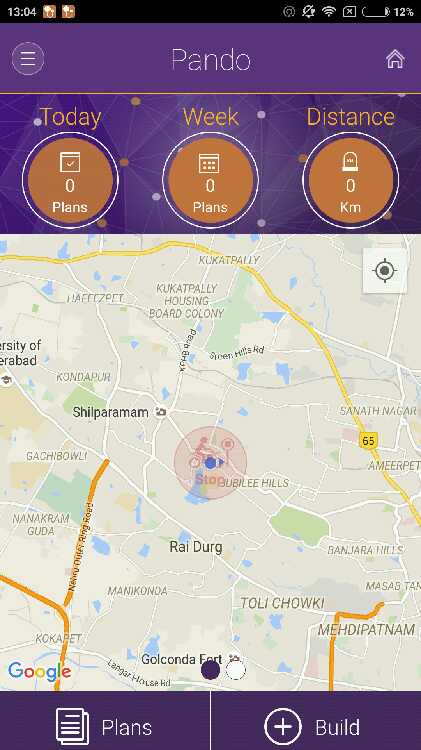 13:04
12%
Pando
Today
Week
Distance
0
Plans
0
Plans
0
Km
KUKATPALLY
HAFEEZPET
KUKATPALLY
HOUSING
BOARD COLONY
Green Hills Rd
KPHB Road
ersity of
erabad
KONDAPUR
Shilparamam
SANATH NAGAR
65
GACHIBOWLI
AMEERPET
Stop
JUBILEE HILLS
NANAKRAM
GUDA
Nehru Outer Ring Road
Rai Durg
BANJARA HILLS
MANIKONDA
MASAB TAN
TOLI CHOWKI
MEHDIPATNAM
KOKAPET
Golconda Fort
Langar House Rd
Google
Plans
Build